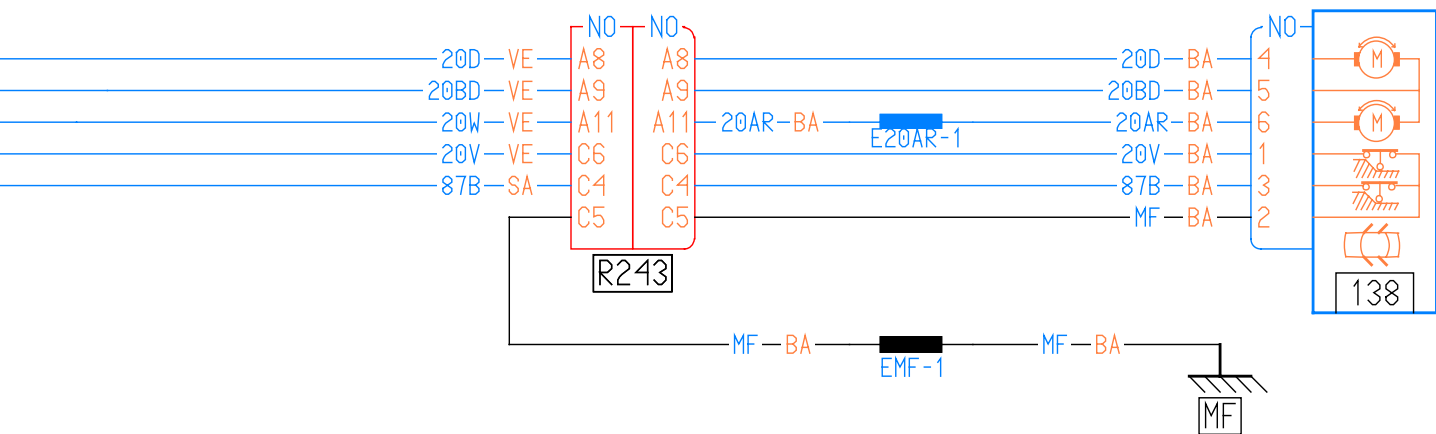 NO NO NO
20D VE A8 A8 20D BA 4 M
20BD VE A9 A9 20BD BA 5
20W VE A11 A11 20AR-BA 20AR BA 6 M
E20AR-1
20V VE C6 C6 20V BA 1
87B SA C4 C4 87B BA 3
C5 C5 MF BA 2
R243
138
MF BA MF BA
EMF-1
MF